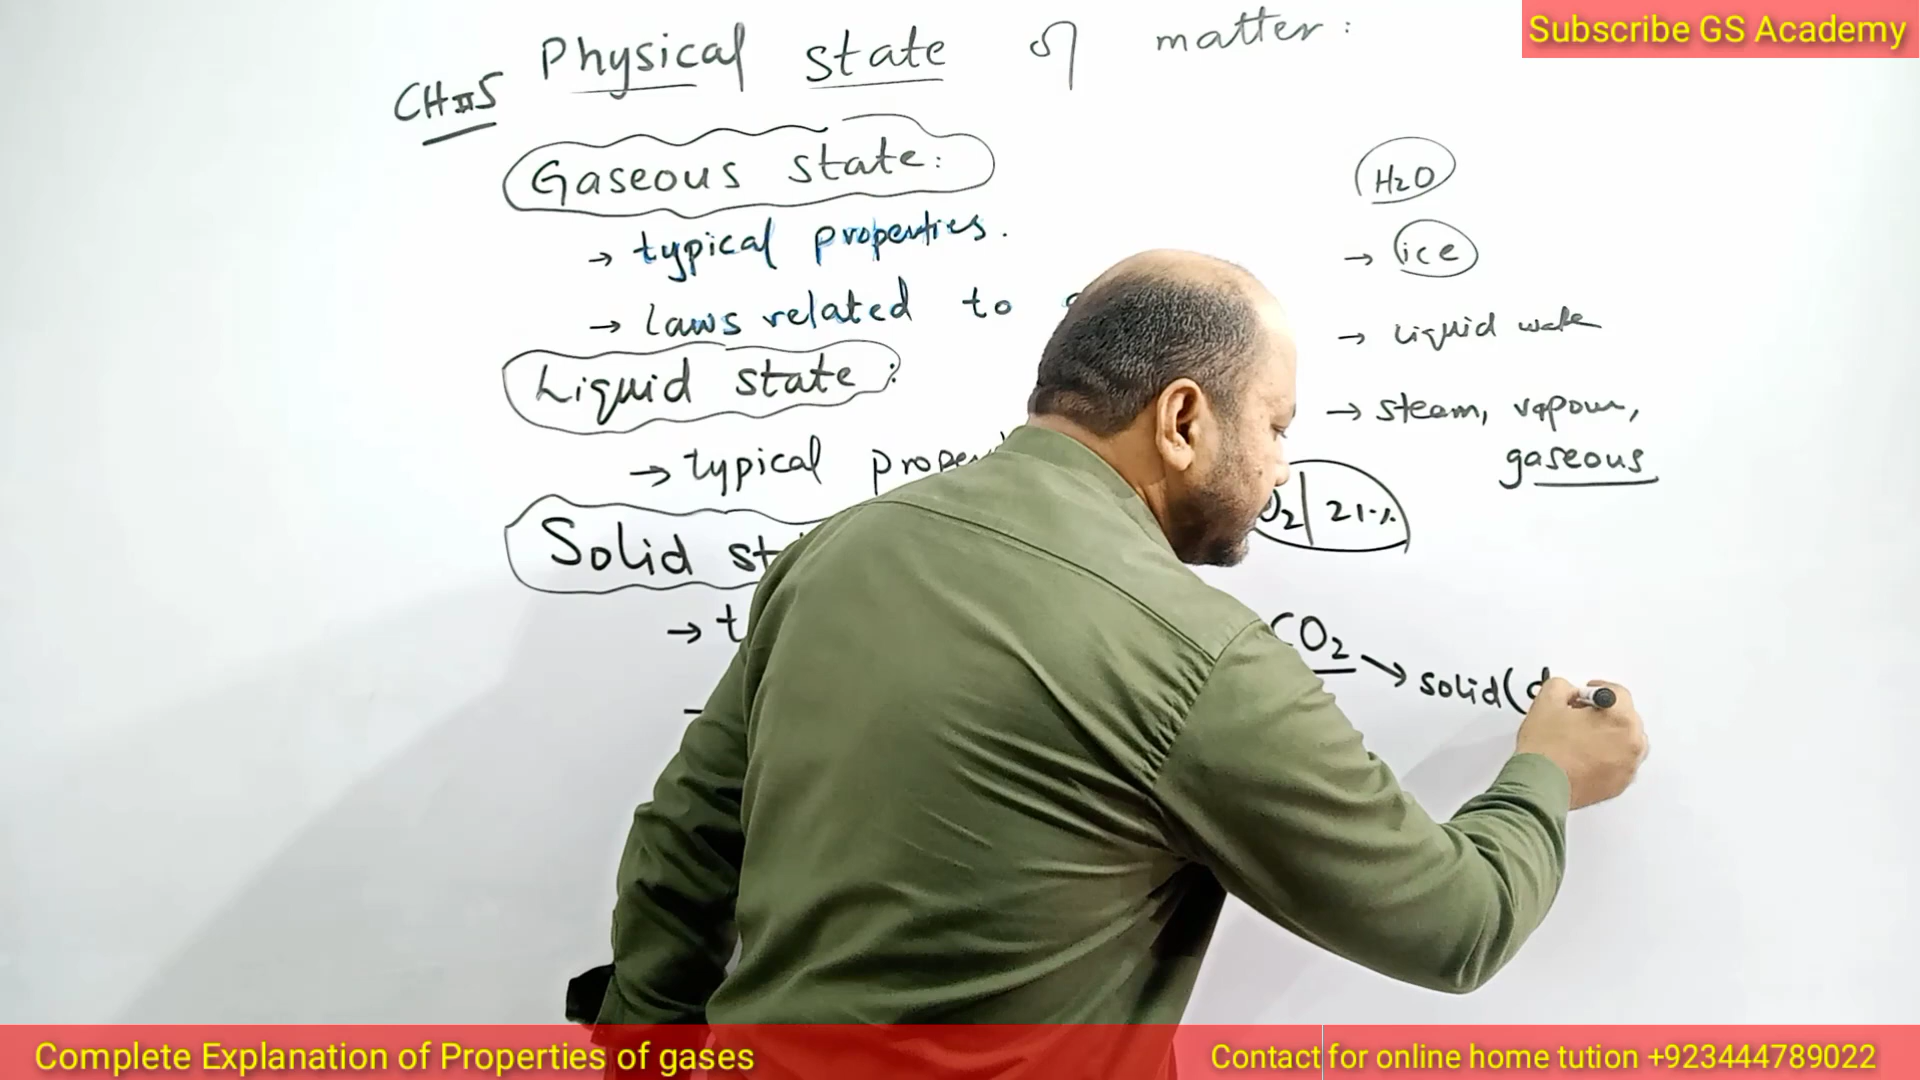 Subscribe GS Academy
Physical state of matter:
CH#5
Gaseous state:
→ typical properties.
→ Laws related to
Liquid state:
→ typical
Solid
→
H2O
→ ice
→ Liquid
→ steam, vapour,
gaseous
O2 | 21%
CO2
→ solid(d
Complete Explanation of Properties of gases
Contact for online home tution +923444789022